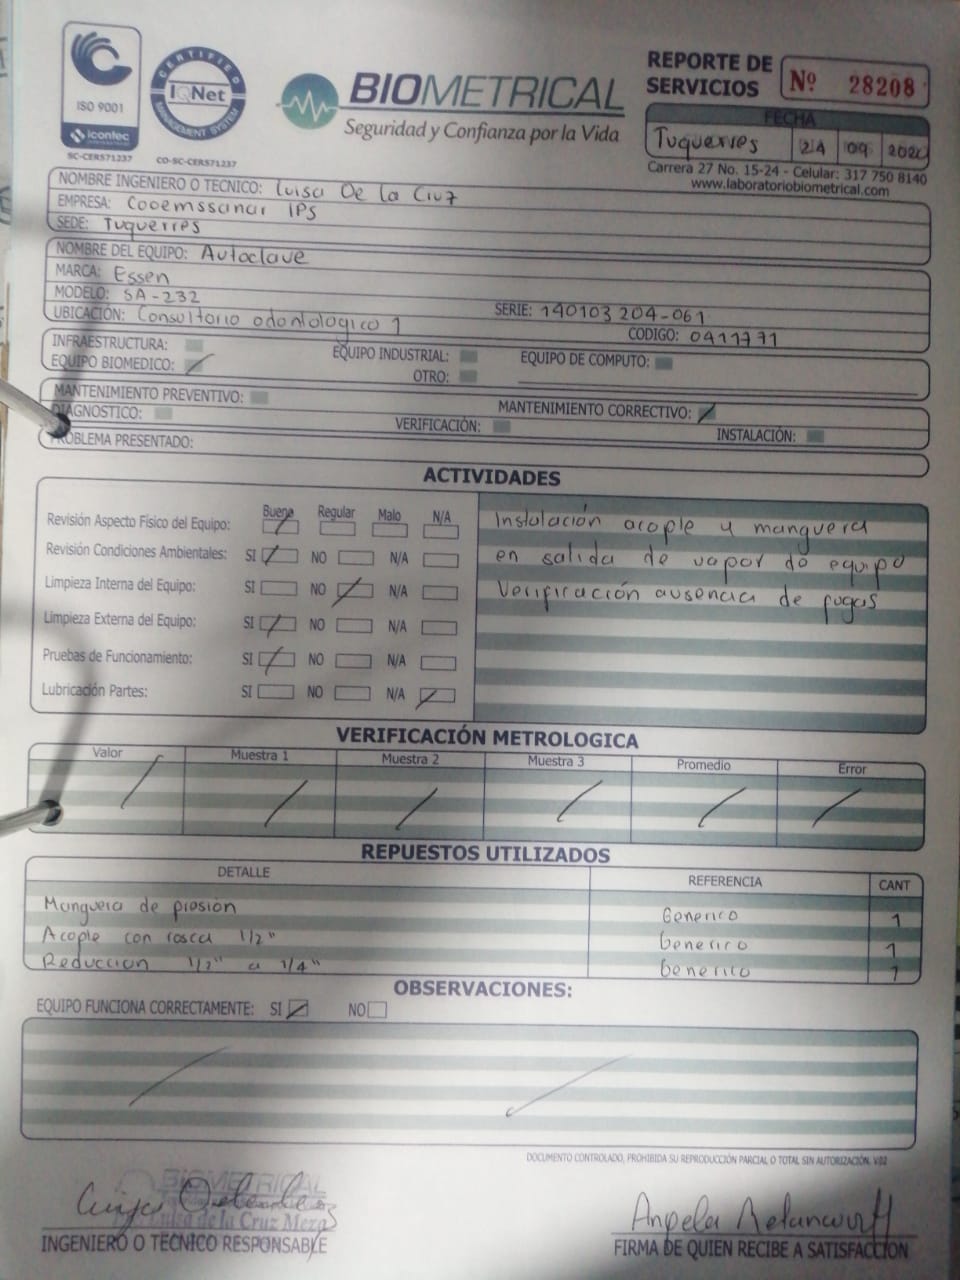 ISO 9001
icontec
SC-CER571237
CERTIFIED
IQNet
MANAGEMENT SYSTEM
CO-SC-CER571237
BIOMETRICAL
Seguridad y Confianza por la Vida
REPORTE DE SERVICIOS Nº 28208
FECHA
Tuquerres 24 09 2020
Carrera 27 No. 15-24 - Celular: 317 750 8140
www.laboratoriobiometrical.com
NOMBRE INGENIERO O TECNICO: Luisa De la Cruz
EMPRESA: Cooemssanar IPS
SEDE: Tuquerres
NOMBRE DEL EQUIPO: Autoclave
MARCA: Essen
MODELO: SA-232 SERIE: 140103204-061
UBICACIÓN: Consultorio odontologico 1 CODIGO: 0411771
INFRAESTRUCTURA: EQUIPO INDUSTRIAL: EQUIPO DE COMPUTO:
EQUIPO BIOMEDICO: OTRO:
MANTENIMIENTO PREVENTIVO: MANTENIMIENTO CORRECTIVO:
DIAGNOSTICO: VERIFICACIÓN: INSTALACIÓN:
PROBLEMA PRESENTADO:
ACTIVIDADES
Bueno Regular Malo N/A
Revisión Aspecto Físico del Equipo:
Revisión Condiciones Ambientales: SI NO N/A
Limpieza Interna del Equipo: SI NO N/A
Limpieza Externa del Equipo: SI NO N/A
Pruebas de Funcionamiento: SI NO N/A
Lubricación Partes: SI NO N/A
Instalación acople y manguera
en salida de vapor de equipo
Verificación ausencia de fugas
VERIFICACIÓN METROLOGICA
Valor Muestra 1 Muestra 2 Muestra 3 Promedio Error
REPUESTOS UTILIZADOS
DETALLE REFERENCIA CANT
Manguera de presión Generico 1
Acople con rosca 1/2" Generico 1
Reduccion 1/2" a 1/4" Generico 1
OBSERVACIONES:
EQUIPO FUNCIONA CORRECTAMENTE: SI NO
DOCUMENTO CONTROLADO, PROHIBIDA SU REPRODUCCIÓN PARCIAL O TOTAL SIN AUTORIZACIÓN. V.02
BIOMETRICAL
Luisa de la Cruz Meza
Angela Betancourt
INGENIERO O TECNICO RESPONSABLE
FIRMA DE QUIEN RECIBE A SATISFACCION